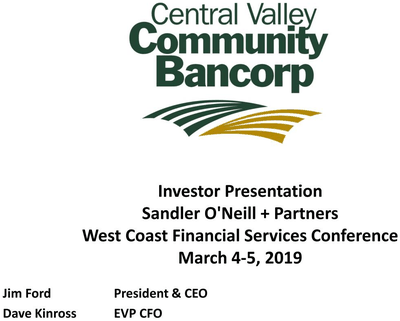 Central Valley
Community
Bancorp
Investor Presentation
Sandler O'Neill + Partners
West Coast Financial Services Conference
March 4-5, 2019
Jim Ford President & CEO
Dave Kinross EVP CFO